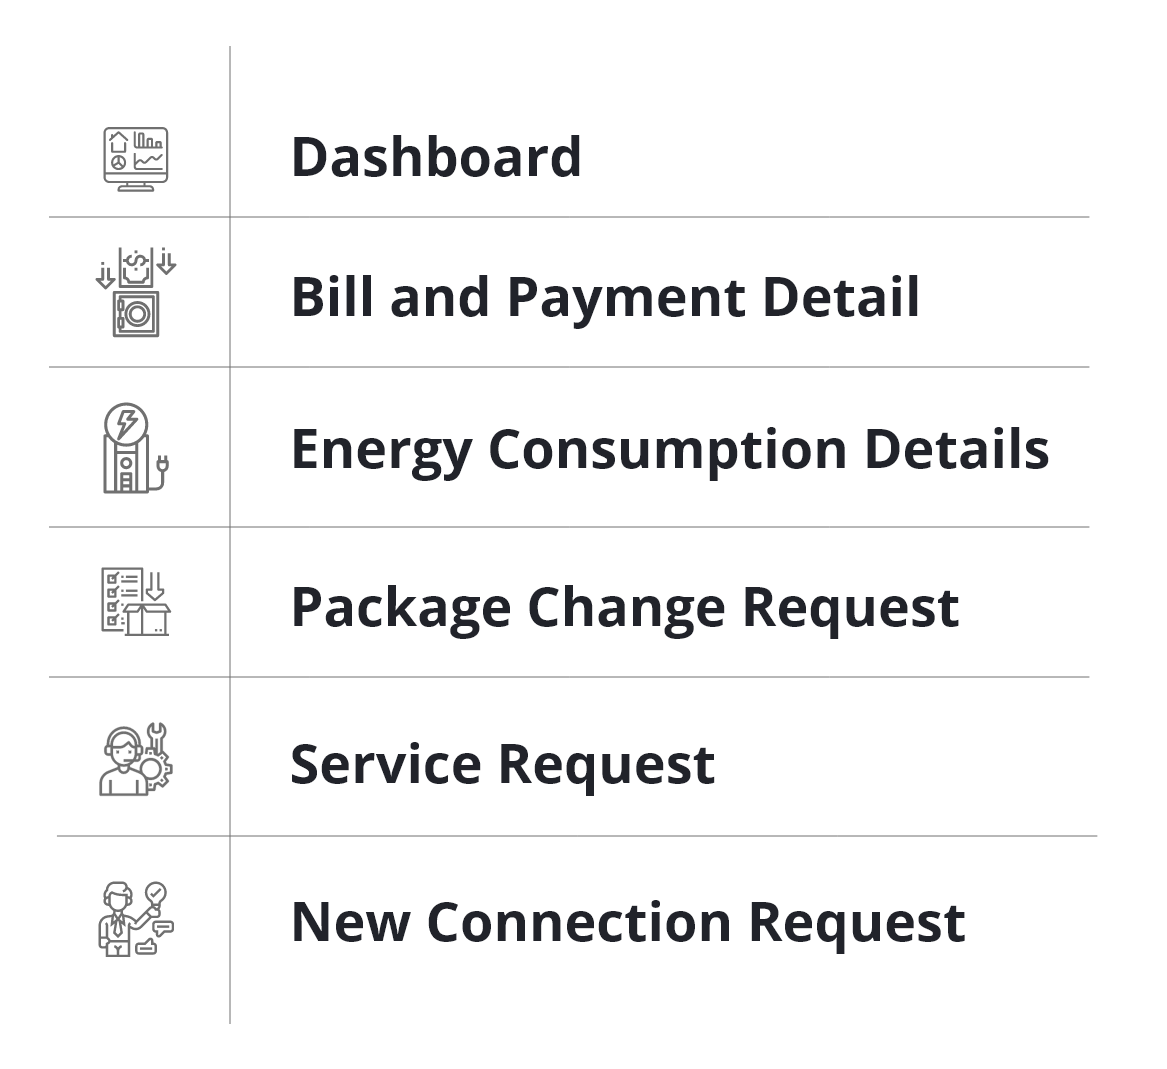 Dashboard
Bill and Payment Detail
Energy Consumption Details
Package Change Request
Service Request
New Connection Request